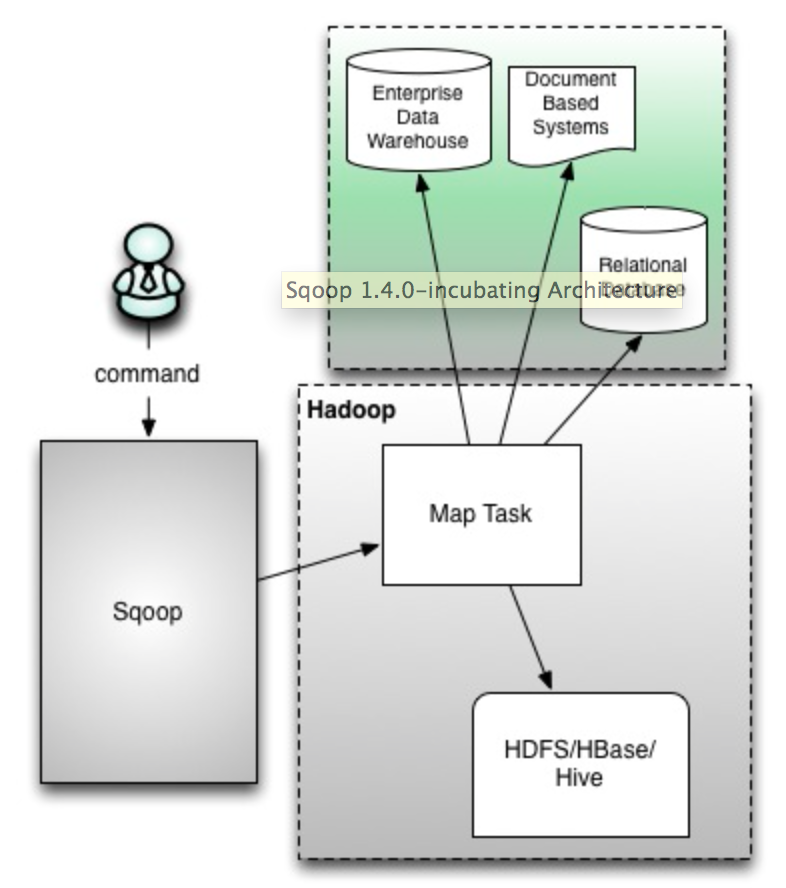 Enterprise
Data
Warehouse
Document
Based
Systems
Relational
Sqoop 1.4.0-incubating Architecture
command
Hadoop
Map Task
Sqoop
HDFS/HBase/
Hive